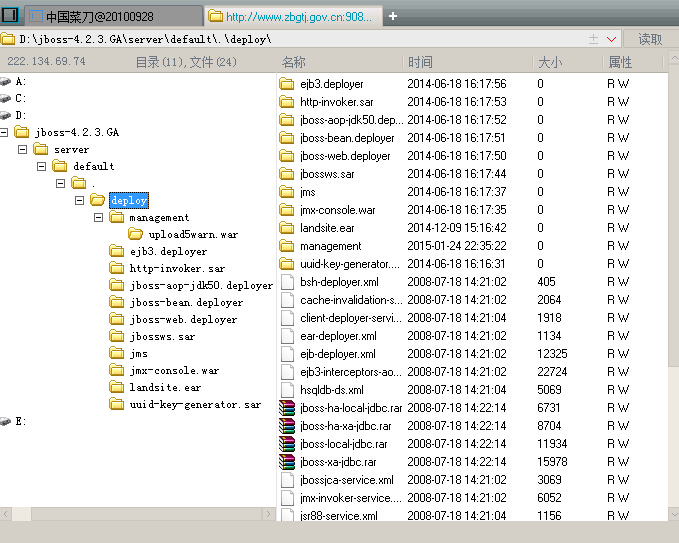 中国菜刀@20100928 http://www.zbgtj.gov.cn:908... +
D:\jboss-4.2.3.GA\server\default\.\deploy\ 读取
222.134.69.74 目录(11),文件(24) 名称 时间 大小 属性
A:
C:
D:
jboss-4.2.3.GA
server
default
.
deploy
management
upload5warn.war
ejb3.deployer
http-invoker.sar
jboss-aop-jdk50.deployer
jboss-bean.deployer
jboss-web.deployer
jbossws.sar
jms
jmx-console.war
landsite.ear
uuid-key-generator.sar
E:
ejb3.deployer 2014-06-18 16:17:56 0 R W
http-invoker.sar 2014-06-18 16:17:53 0 R W
jboss-aop-jdk50.dep... 2014-06-18 16:17:52 0 R W
jboss-bean.deployer 2014-06-18 16:17:51 0 R W
jboss-web.deployer 2014-06-18 16:17:50 0 R W
jbossws.sar 2014-06-18 16:17:44 0 R W
jms 2014-06-18 16:17:37 0 R W
jmx-console.war 2014-06-18 16:17:35 0 R W
landsite.ear 2014-12-09 15:16:42 0 R W
management 2015-01-24 22:35:22 0 R W
uuid-key-generator.... 2014-06-18 16:16:31 0 R W
bsh-deployer.xml 2008-07-18 14:21:02 405 R W
cache-invalidation-s... 2008-07-18 14:21:02 2064 R W
client-deployer-servi... 2008-07-18 14:21:04 1918 R W
ear-deployer.xml 2008-07-18 14:21:02 1134 R W
ejb-deployer.xml 2008-07-18 14:21:02 12325 R W
ejb3-interceptors-ao... 2008-07-18 14:21:02 22724 R W
hsqldb-ds.xml 2008-07-18 14:21:04 5069 R W
jboss-ha-local-jdbc.rar 2008-07-18 14:22:14 6731 R W
jboss-ha-xa-jdbc.rar 2008-07-18 14:22:14 8704 R W
jboss-local-jdbc.rar 2008-07-18 14:22:14 11934 R W
jboss-xa-jdbc.rar 2008-07-18 14:22:14 15978 R W
jbossjca-service.xml 2008-07-18 14:21:02 3069 R W
jmx-invoker-service.... 2008-07-18 14:21:02 6052 R W
jsr88-service.xml 2008-07-18 14:21:04 1156 R W